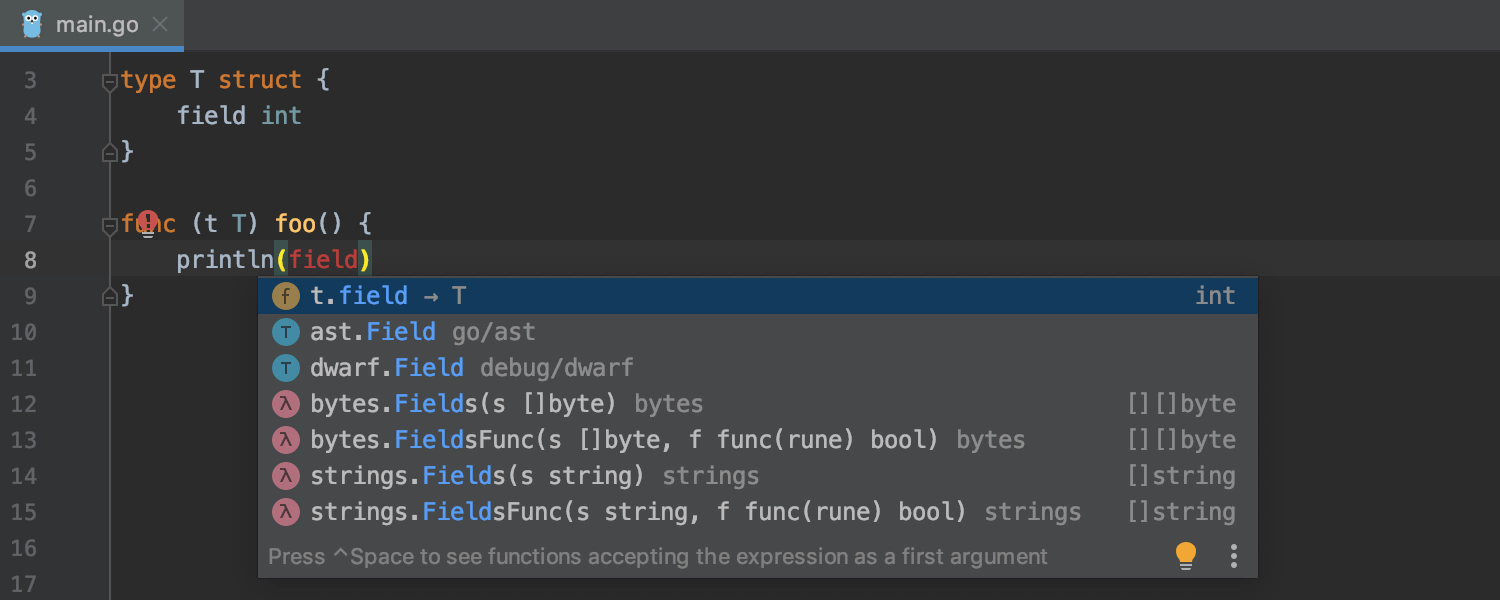 main.go
3 type T struct {
4 field int
5 }
6
7 func (t T) foo() {
8 println(field)
9 }
10
11
12
13
14
15
16
17
f t.field → T int
T ast.Field go/ast
T dwarf.Field debug/dwarf
λ bytes.Fields(s []byte) bytes [][]byte
λ bytes.FieldsFunc(s []byte, f func(rune) bool) bytes [][]byte
λ strings.Fields(s string) strings []string
λ strings.FieldsFunc(s string, f func(rune) bool) strings []string
Press ^Space to see functions accepting the expression as a first argument